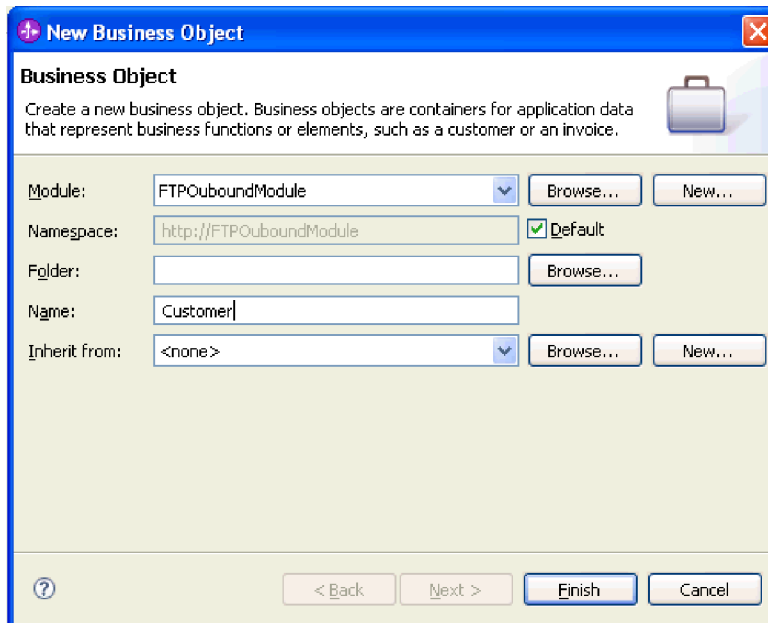 New Business Object
Business Object
Create a new business object. Business objects are containers for application data
that represent business functions or elements, such as a customer or an invoice.
Module: FTPOuboundModule Browse... New...
Namespace: http://FTPOuboundModule Default
Folder: Browse...
Name: Customer
Inherit from: <none> Browse... New...
? < Back Next > Finish Cancel